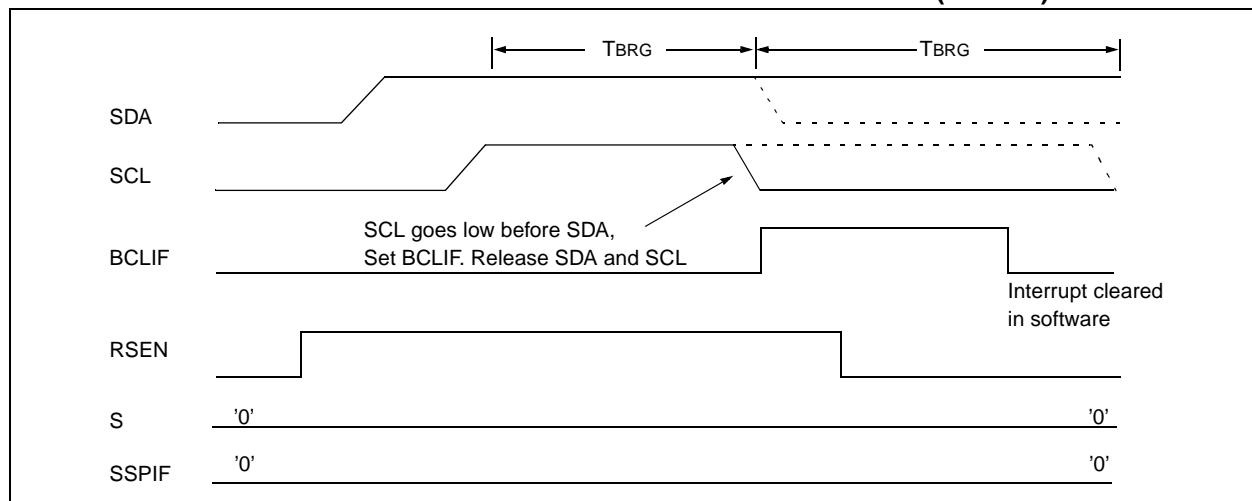 TBRG TBRG
SDA
SCL
SCL goes low before SDA,
Set BCLIF. Release SDA and SCL
BCLIF
Interrupt cleared
in software
RSEN
S '0' '0'
SSPIF '0' '0'